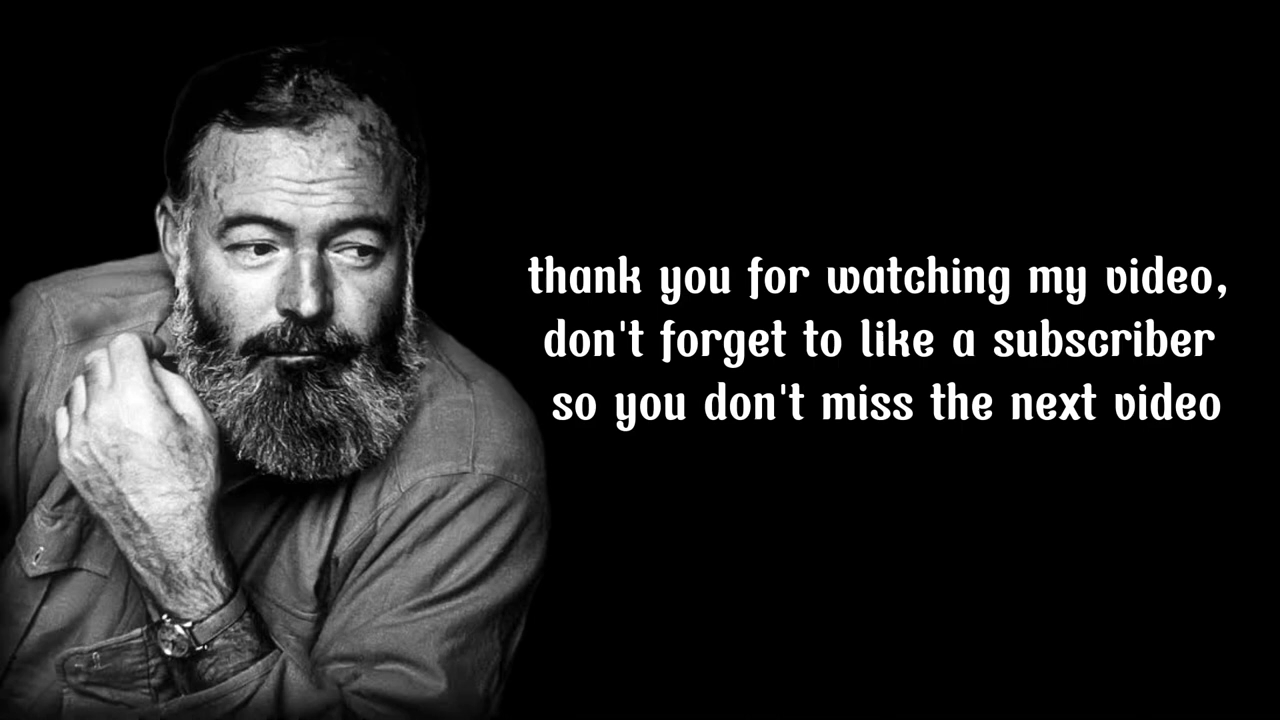 thank you for watching my video,
don't forget to like a subscriber
so you don't miss the next video